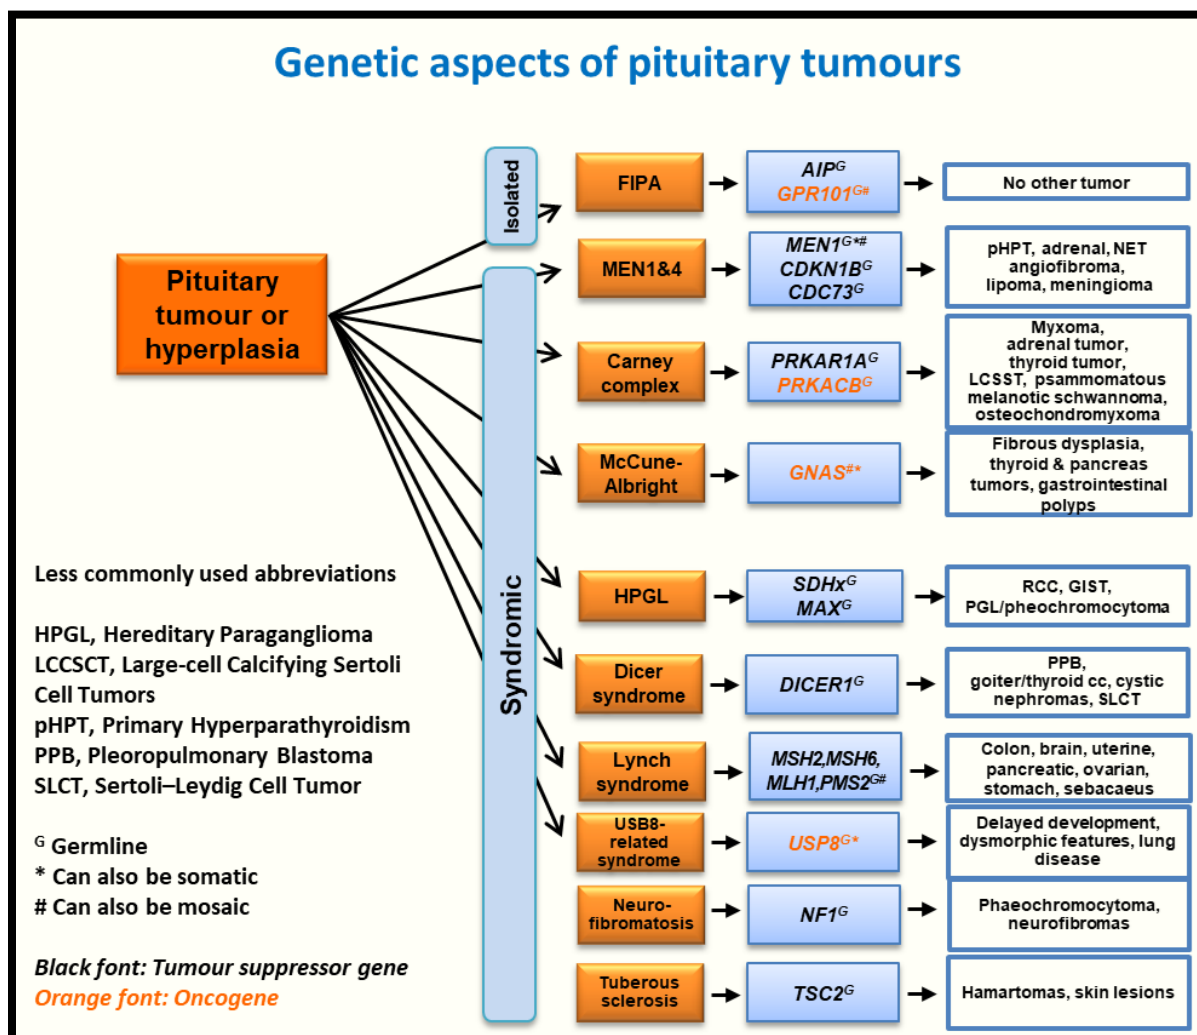 Genetic aspects of pituitary tumours
Pituitary
tumour or
hyperplasia
Isolated
Syndromic
FIPA
AIPᴳ
GPR101ᴳ#
No other tumor
MEN1&4
MEN1ᴳ*#
CDKN1Bᴳ
CDC73ᴳ
pHPT, adrenal, NET
angiofibroma,
lipoma, meningioma
Carney
complex
PRKAR1Aᴳ
PRKACBᴳ
Myxoma,
adrenal tumor,
thyroid tumor,
LCSST, psammomatous
melanotic schwannoma,
osteochondromyxoma
McCune-
Albright
GNAS#*
Fibrous dysplasia,
thyroid & pancreas
tumors, gastrointestinal
polyps
HPGL
SDHxᴳ
MAXᴳ
RCC, GIST,
PGL/pheochromocytoma
Dicer
syndrome
DICER1ᴳ
PPB,
goiter/thyroid cc, cystic
nephromas, SLCT
Lynch
syndrome
MSH2,MSH6,
MLH1,PMS2ᴳ#
Colon, brain, uterine,
pancreatic, ovarian,
stomach, sebacaeus
USB8-
related
syndrome
USP8ᴳ*
Delayed development,
dysmorphic features, lung
disease
Neuro-
fibromatosis
NF1ᴳ
Phaeochromocytoma,
neurofibromas
Tuberous
sclerosis
TSC2ᴳ
Hamartomas, skin lesions
Less commonly used abbreviations
HPGL, Hereditary Paraganglioma
LCCSCT, Large-cell Calcifying Sertoli
Cell Tumors
pHPT, Primary Hyperparathyroidism
PPB, Pleoropulmonary Blastoma
SLCT, Sertoli–Leydig Cell Tumor
ᴳ Germline
* Can also be somatic
# Can also be mosaic
Black font: Tumour suppressor gene
Orange font: Oncogene